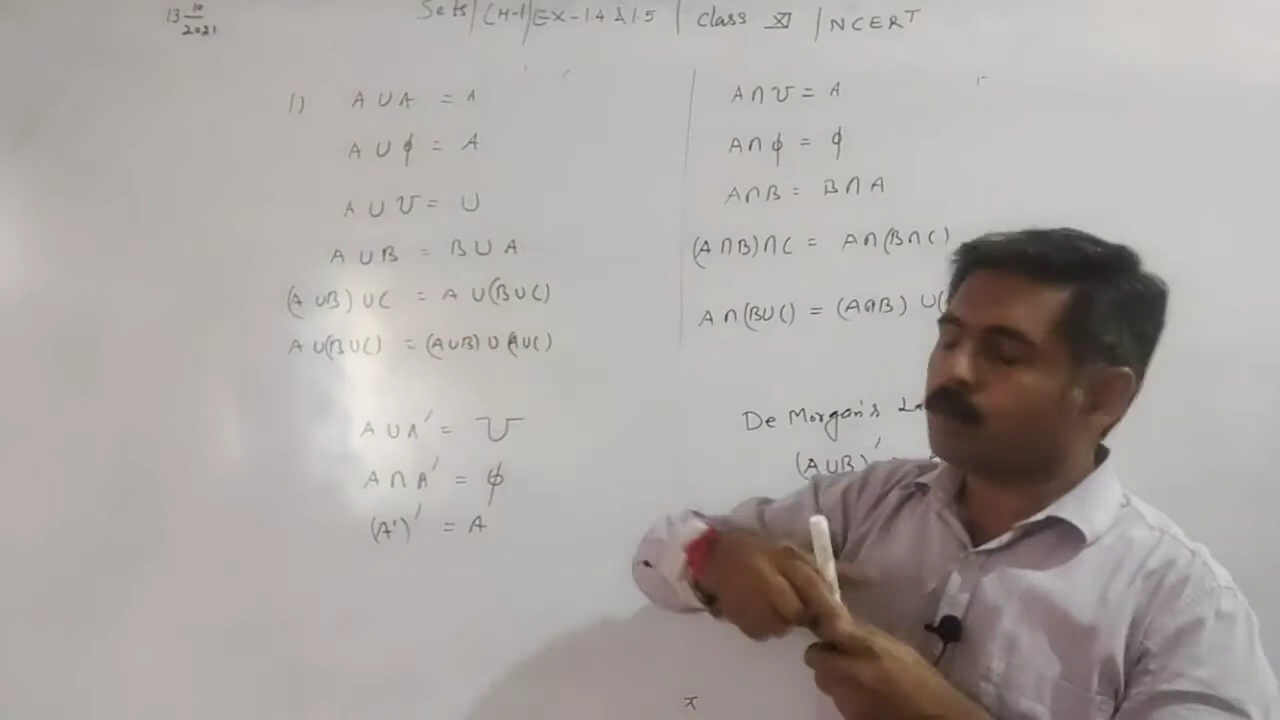 13 10/2021
Sets / CH-1 / EX-1.4 & 1.5 | Class XI / NCERT
1) A ∪ A = A
A ∪ ϕ = A
A ∪ U = U
A ∪ B = B ∪ A
(A ∪ B) ∪ C = A ∪ (B ∪ C)
A ∪ (B ∪ C) = (A ∪ B) ∪ (A ∪ C)
A ∪ A' = U
A ∩ A' = ϕ
(A')' = A
A ∩ U = A
A ∩ ϕ = ϕ
A ∩ B = B ∩ A
(A ∩ B) ∩ C = A ∩ (B ∩ C)
A ∩ (B ∪ C) = (A ∩ B) ∪ (
De Morgan's
(A ∪ B)' =